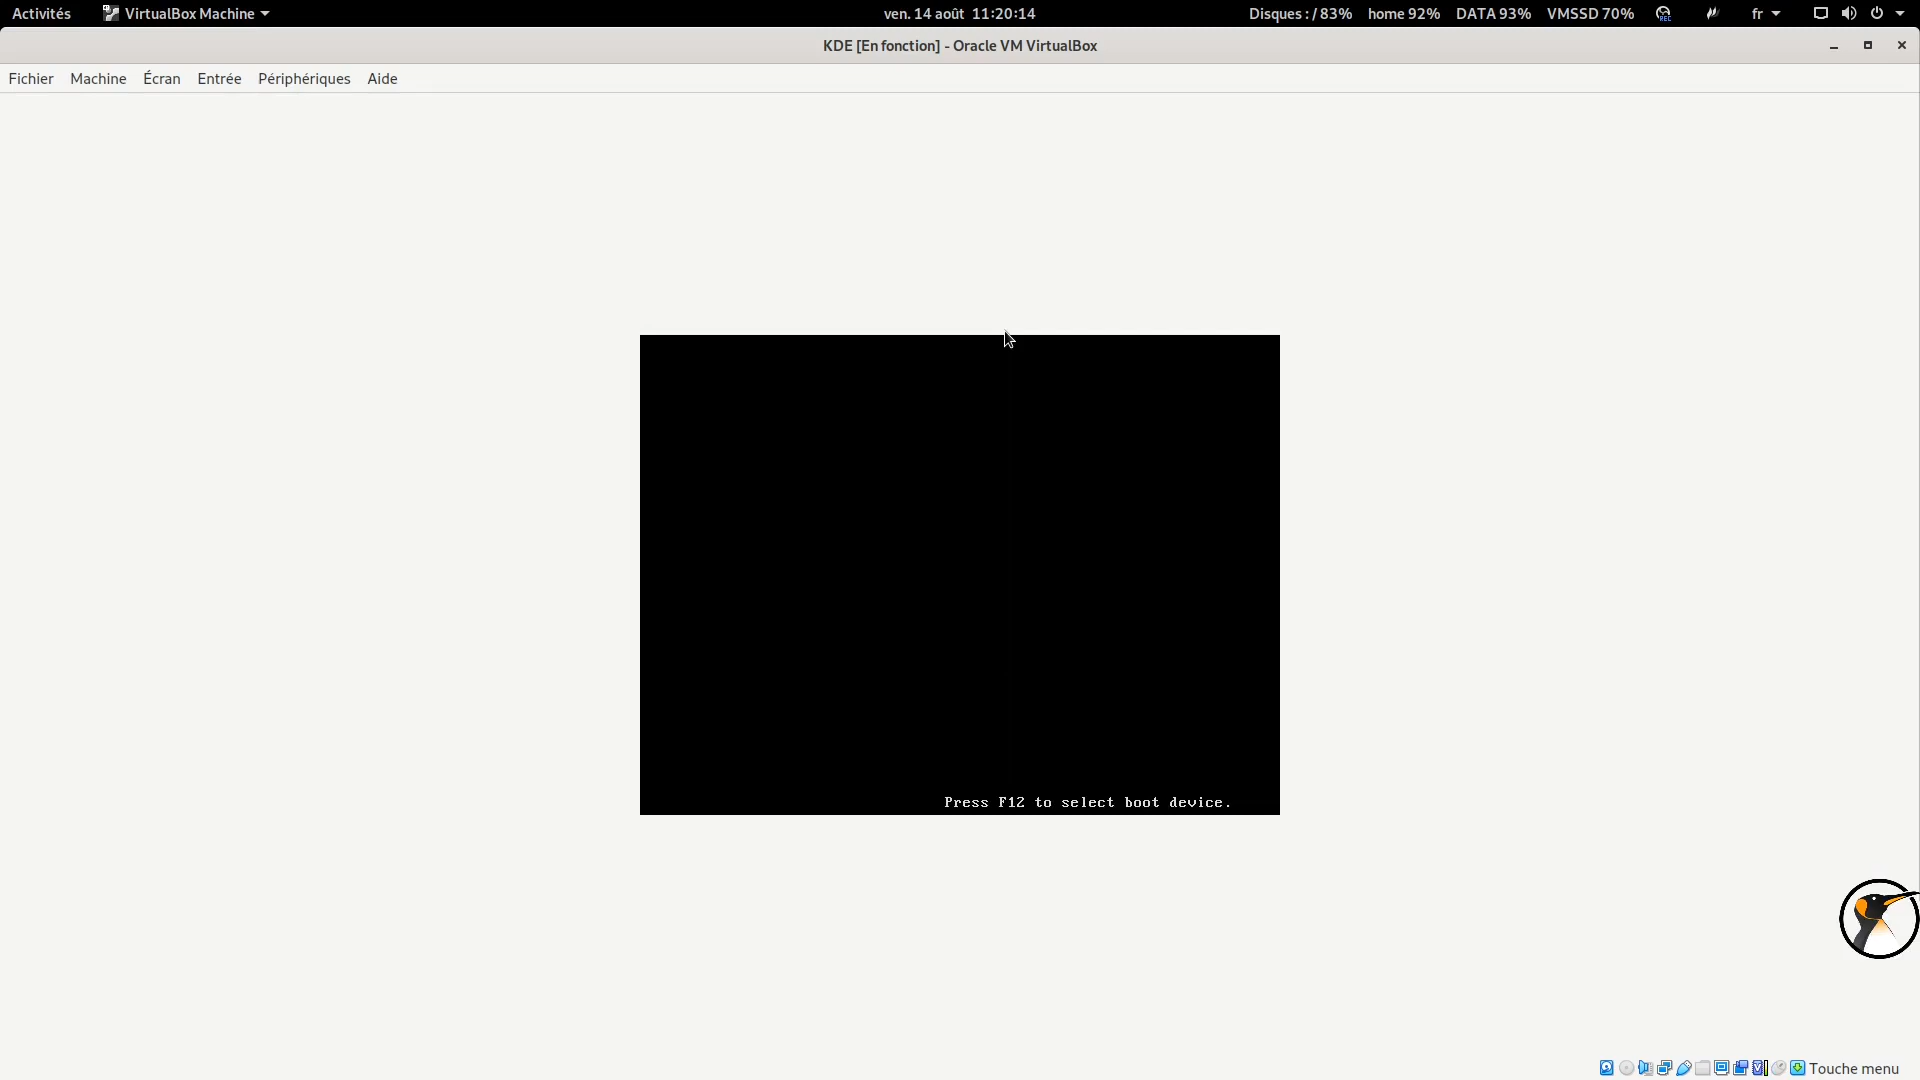 Activités VirtualBox Machine ven. 14 août 11:20:14 Disques : / 83% home 92% DATA 93% VMSSD 70% fr
KDE [En fonction] - Oracle VM VirtualBox
Fichier Machine Écran Entrée Périphériques Aide
Press F12 to select boot device.
Touche menu